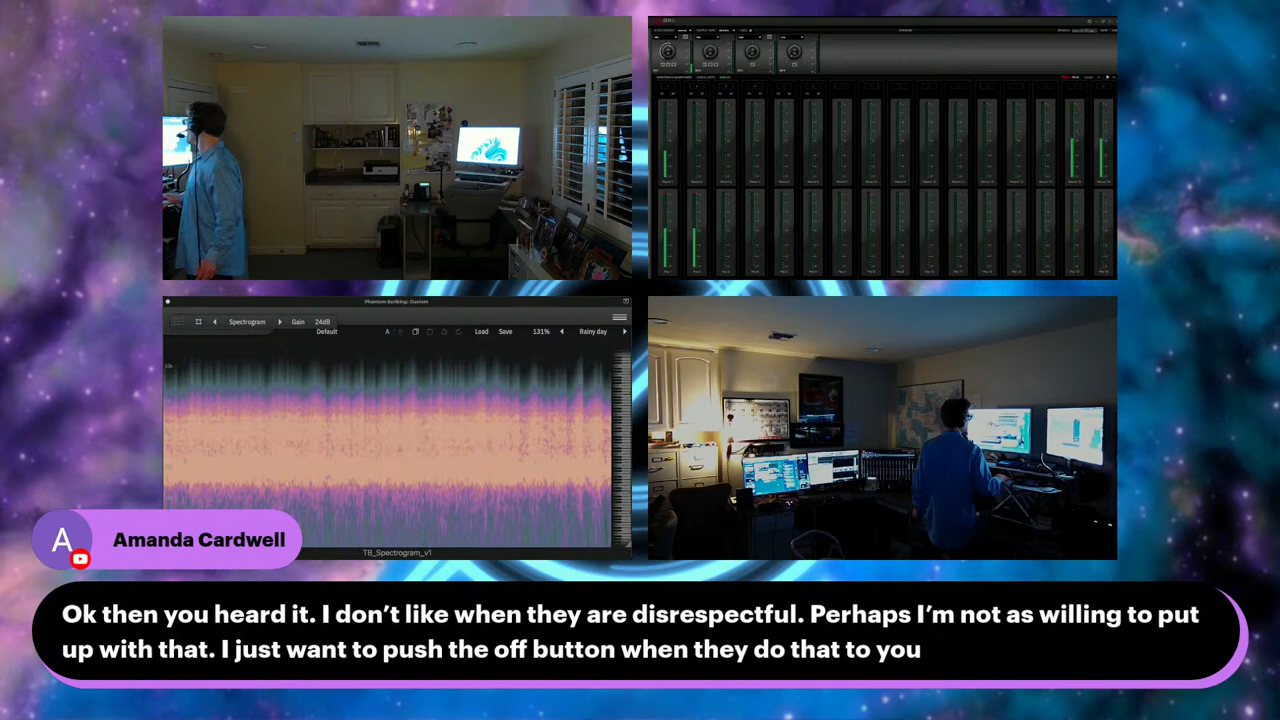 Phantom Scribing: Custom
Spectrogram
Gain
24dB
Default
A
Load
Save
131%
Rainy day
TB_Spectrogram_v1
A
Amanda Cardwell
Ok then you heard it. I don't like when they are disrespectful. Perhaps I'm not as willing to put
up with that. I just want to push the off button when they do that to you